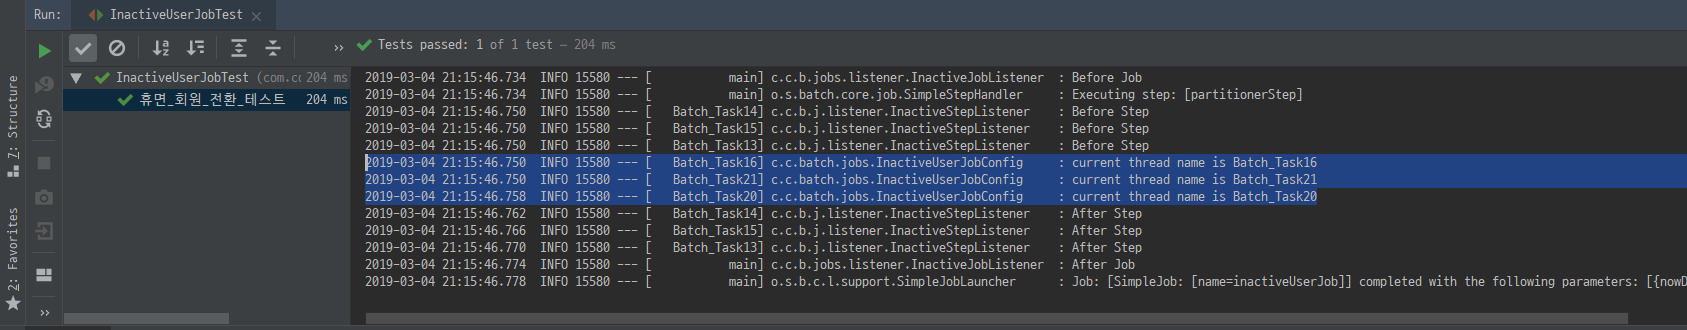 Run: InactiveUserJobTest
Tests passed: 1 of 1 test – 204 ms
InactiveUserJobTest (com.cc 204 ms
휴면_회원_전환_테스트 204 ms
2019-03-04 21:15:46.734  INFO 15580 --- [           main] c.c.b.jobs.listener.InactiveJobListener  : Before Job
2019-03-04 21:15:46.734  INFO 15580 --- [           main] o.s.batch.core.job.SimpleStepHandler     : Executing step: [partitionerStep]
2019-03-04 21:15:46.750  INFO 15580 --- [   Batch_Task14] c.c.b.j.listener.InactiveStepListener    : Before Step
2019-03-04 21:15:46.750  INFO 15580 --- [   Batch_Task15] c.c.b.j.listener.InactiveStepListener    : Before Step
2019-03-04 21:15:46.750  INFO 15580 --- [   Batch_Task13] c.c.b.j.listener.InactiveStepListener    : Before Step
2019-03-04 21:15:46.750  INFO 15580 --- [   Batch_Task16] c.c.batch.jobs.InactiveUserJobConfig     : current thread name is Batch_Task16
2019-03-04 21:15:46.750  INFO 15580 --- [   Batch_Task21] c.c.batch.jobs.InactiveUserJobConfig     : current thread name is Batch_Task21
2019-03-04 21:15:46.758  INFO 15580 --- [   Batch_Task20] c.c.batch.jobs.InactiveUserJobConfig     : current thread name is Batch_Task20
2019-03-04 21:15:46.762  INFO 15580 --- [   Batch_Task14] c.c.b.j.listener.InactiveStepListener    : After Step
2019-03-04 21:15:46.766  INFO 15580 --- [   Batch_Task15] c.c.b.j.listener.InactiveStepListener    : After Step
2019-03-04 21:15:46.770  INFO 15580 --- [   Batch_Task13] c.c.b.j.listener.InactiveStepListener    : After Step
2019-03-04 21:15:46.774  INFO 15580 --- [           main] c.c.b.jobs.listener.InactiveJobListener  : After Job
2019-03-04 21:15:46.778  INFO 15580 --- [           main] o.s.b.c.l.support.SimpleJobLauncher      : Job: [SimpleJob: [name=inactiveUserJob]] completed with the following parameters: [{nowD
7: Structure
2: Favorites